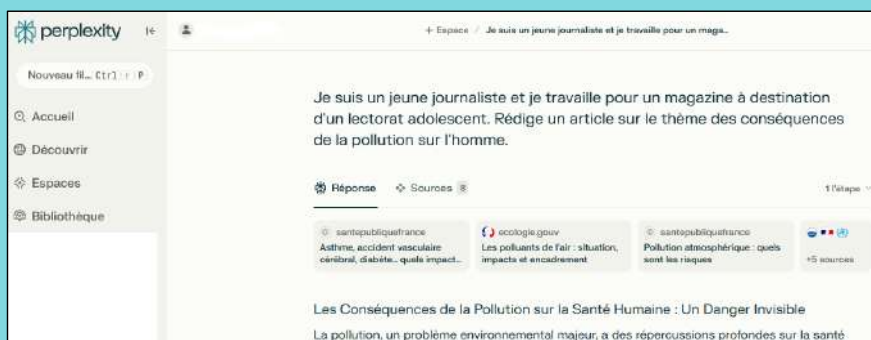 perplexity
+ Espace / Je suis un jeune journaliste et je travaille pour un maga...
Nouveau fil... Ctrl I P
Accueil
Découvrir
Espaces
Bibliothèque
Je suis un jeune journaliste et je travaille pour un magazine à destination
d'un lectorat adolescent. Rédige un article sur le thème des conséquences
de la pollution sur l'homme.
Réponse Sources 8
1 l'étape
santepubliquefrance
Asthme, accident vasculaire
cérébral, diabète... quels impact...
ecologie.gouv
Les polluants de l'air : situation,
impacts et encadrement
santepubliquefrance
Pollution atmosphérique : quels
sont les risques
+5 sources
Les Conséquences de la Pollution sur la Santé Humaine : Un Danger Invisible
La pollution, un problème environnemental majeur, a des répercussions profondes sur la santé